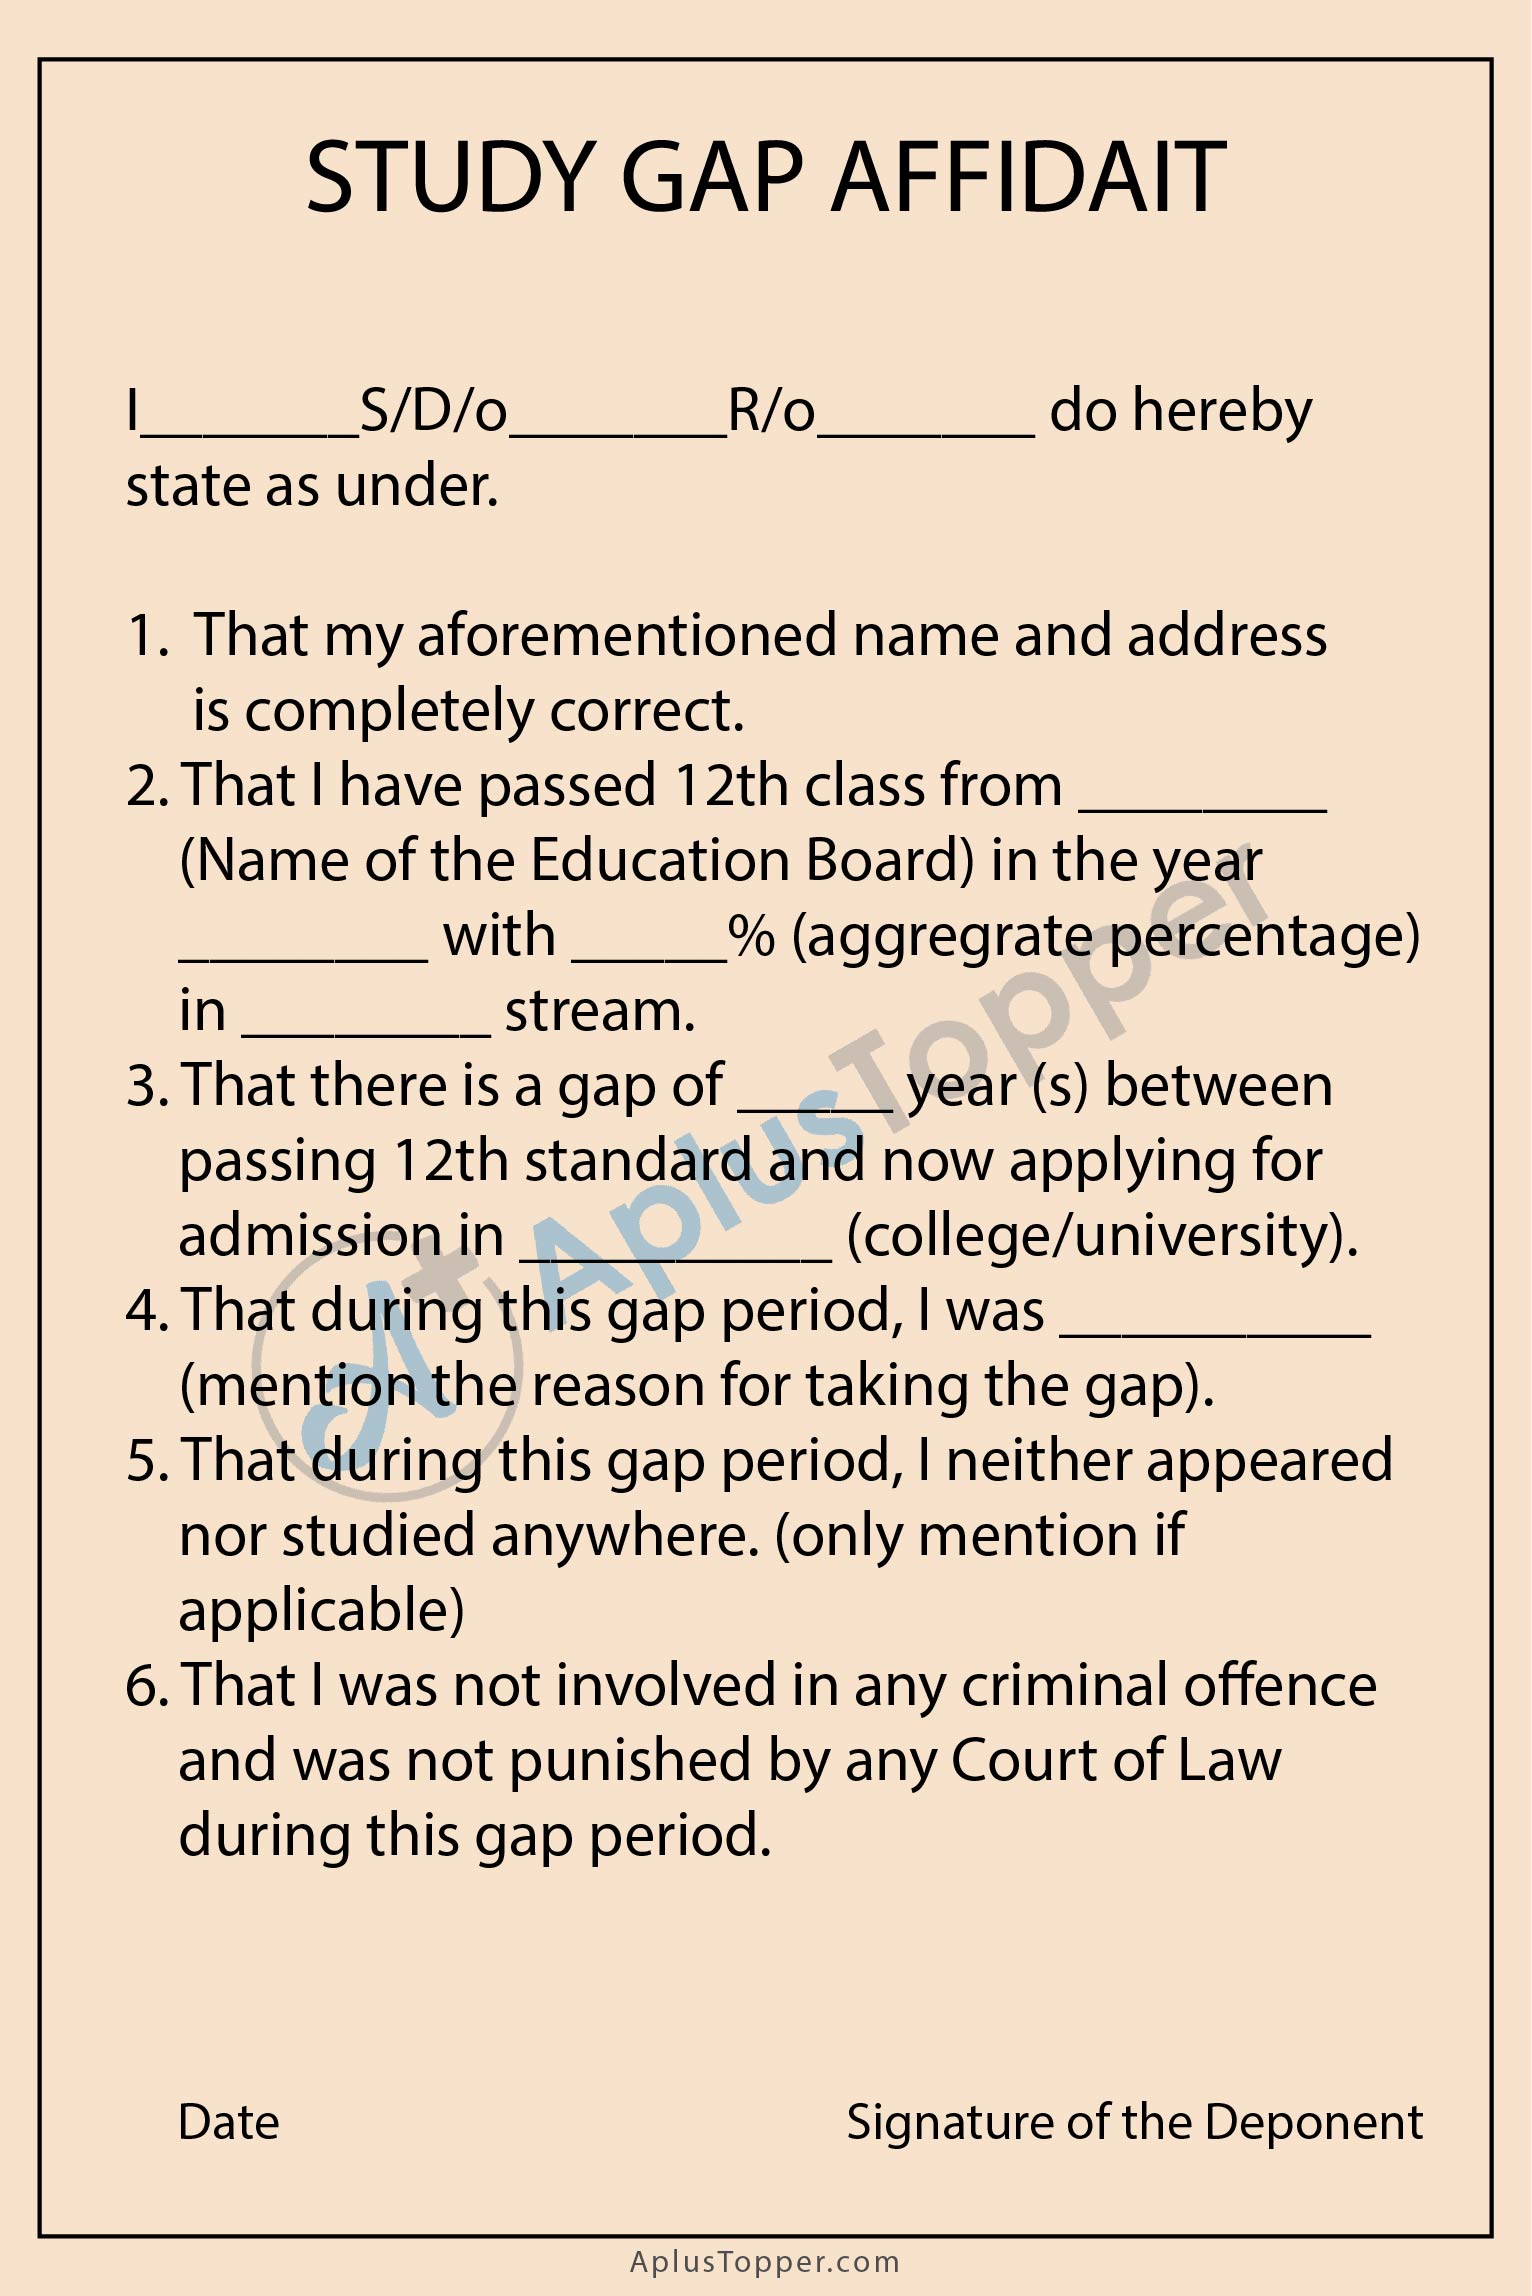 STUDY GAP AFFIDAIT
I_______S/D/o_______R/o_______ do hereby
state as under.
1. That my aforementioned name and address
is completely correct.
2. That I have passed 12th class from ________
(Name of the Education Board) in the year
________ with _____% (aggregrate percentage)
in ________ stream.
3. That there is a gap of _____ year (s) between
passing 12th standard and now applying for
admission in __________ (college/university).
4. That during this gap period, I was __________
(mention the reason for taking the gap).
5. That during this gap period, I neither appeared
nor studied anywhere. (only mention if
applicable)
6. That I was not involved in any criminal offence
and was not punished by any Court of Law
during this gap period.
AplusTopper
Date Signature of the Deponent
AplusTopper.com